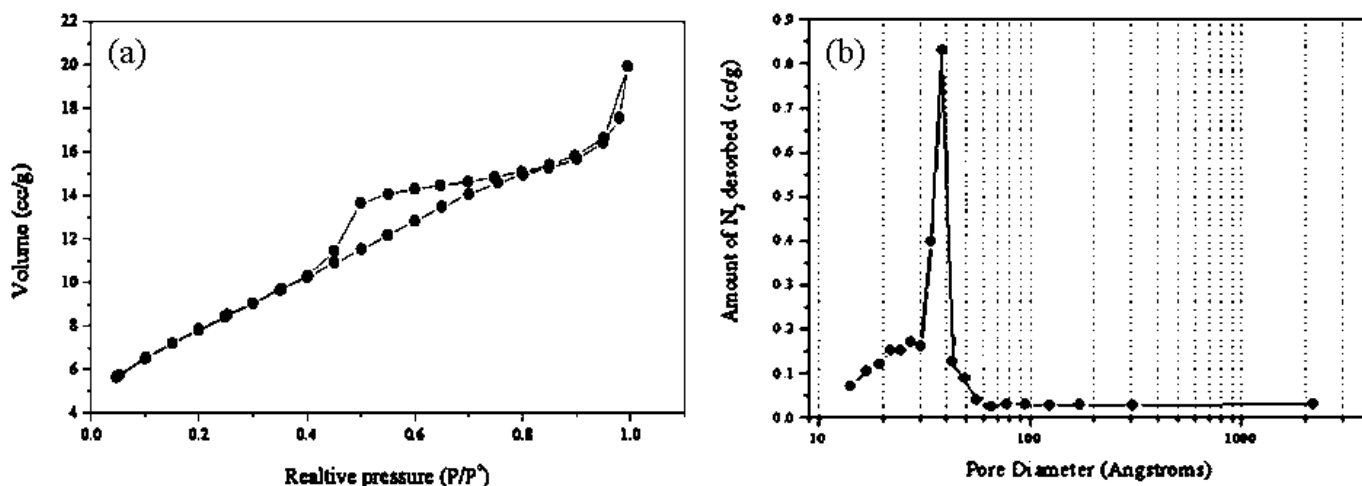 (a)
Volume (cc/g)
20
18
16
14
12
10
8
6
4
0.0 0.2 0.4 0.6 0.8 1.0
Realtive pressure (P/P°)
(b)
Amount of N₂ desorbed (cc/g)
0.9
0.8
0.7
0.6
0.5
0.4
0.3
0.2
0.1
0.0
10 100 1000
Pore Diameter (Angstroms)